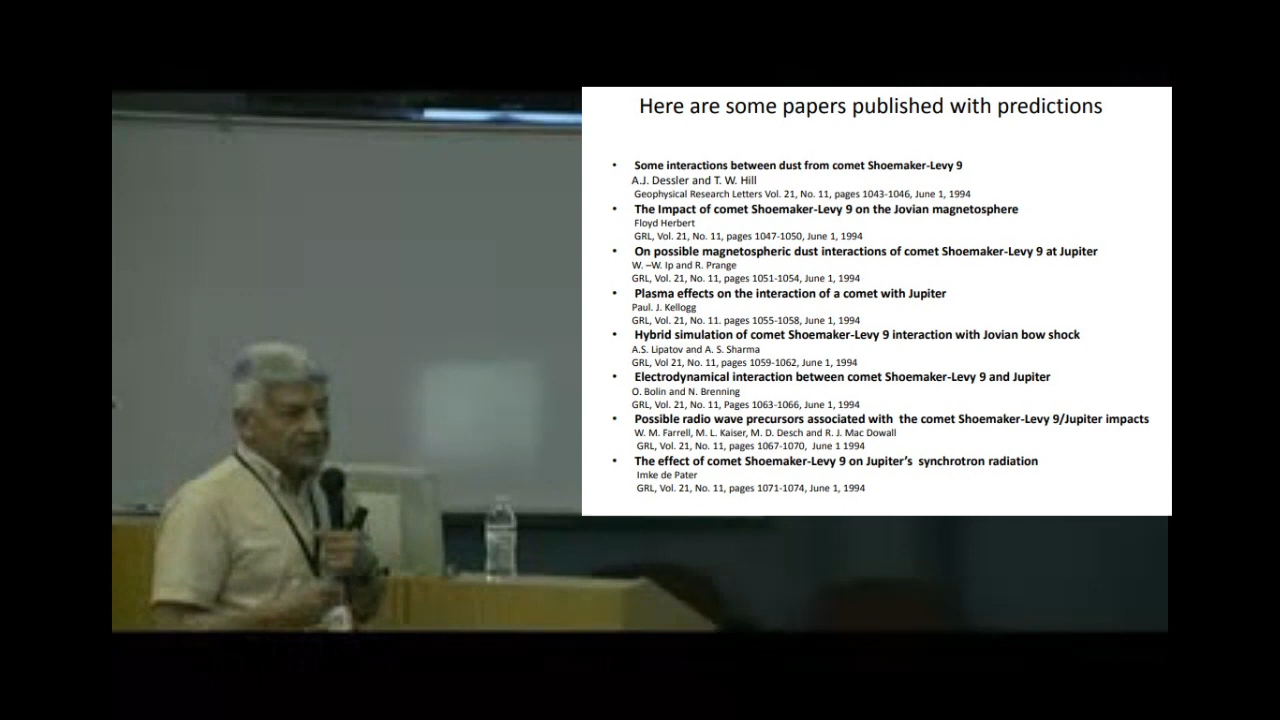 Here are some papers published with predictions
• Some interactions between dust from comet Shoemaker-Levy 9
A.J. Dessler and T. W. Hill
Geophysical Research Letters Vol. 21, No. 11, pages 1043-1046, June 1, 1994
• The Impact of comet Shoemaker-Levy 9 on the Jovian magnetosphere
Floyd Herbert
GRL, Vol. 21, No. 11, pages 1047-1050, June 1, 1994
• On possible magnetospheric dust interactions of comet Shoemaker-Levy 9 at Jupiter
W. –W. Ip and R. Prange
GRL, Vol. 21, No. 11, pages 1051-1054, June 1, 1994
• Plasma effects on the interaction of a comet with Jupiter
Paul. J. Kellogg
GRL, Vol. 21, No. 11. pages 1055-1058, June 1, 1994
• Hybrid simulation of comet Shoemaker-Levy 9 interaction with Jovian bow shock
A.S. Lipatov and A. S. Sharma
GRL, Vol 21, No. 11, pages 1059-1062, June 1, 1994
• Electrodynamical interaction between comet Shoemaker-Levy 9 and Jupiter
O. Bolin and N. Brenning
GRL, Vol. 21, No. 11, Pages 1063-1066, June 1, 1994
• Possible radio wave precursors associated with the comet Shoemaker-Levy 9/Jupiter impacts
W. M. Farrell, M. L. Kaiser, M. D. Desch and R. J. Mac Dowall
GRL, Vol. 21, No. 11, pages 1067-1070, June 1 1994
• The effect of comet Shoemaker-Levy 9 on Jupiter's synchrotron radiation
Imke de Pater
GRL, Vol. 21, No. 11, pages 1071-1074, June 1, 1994